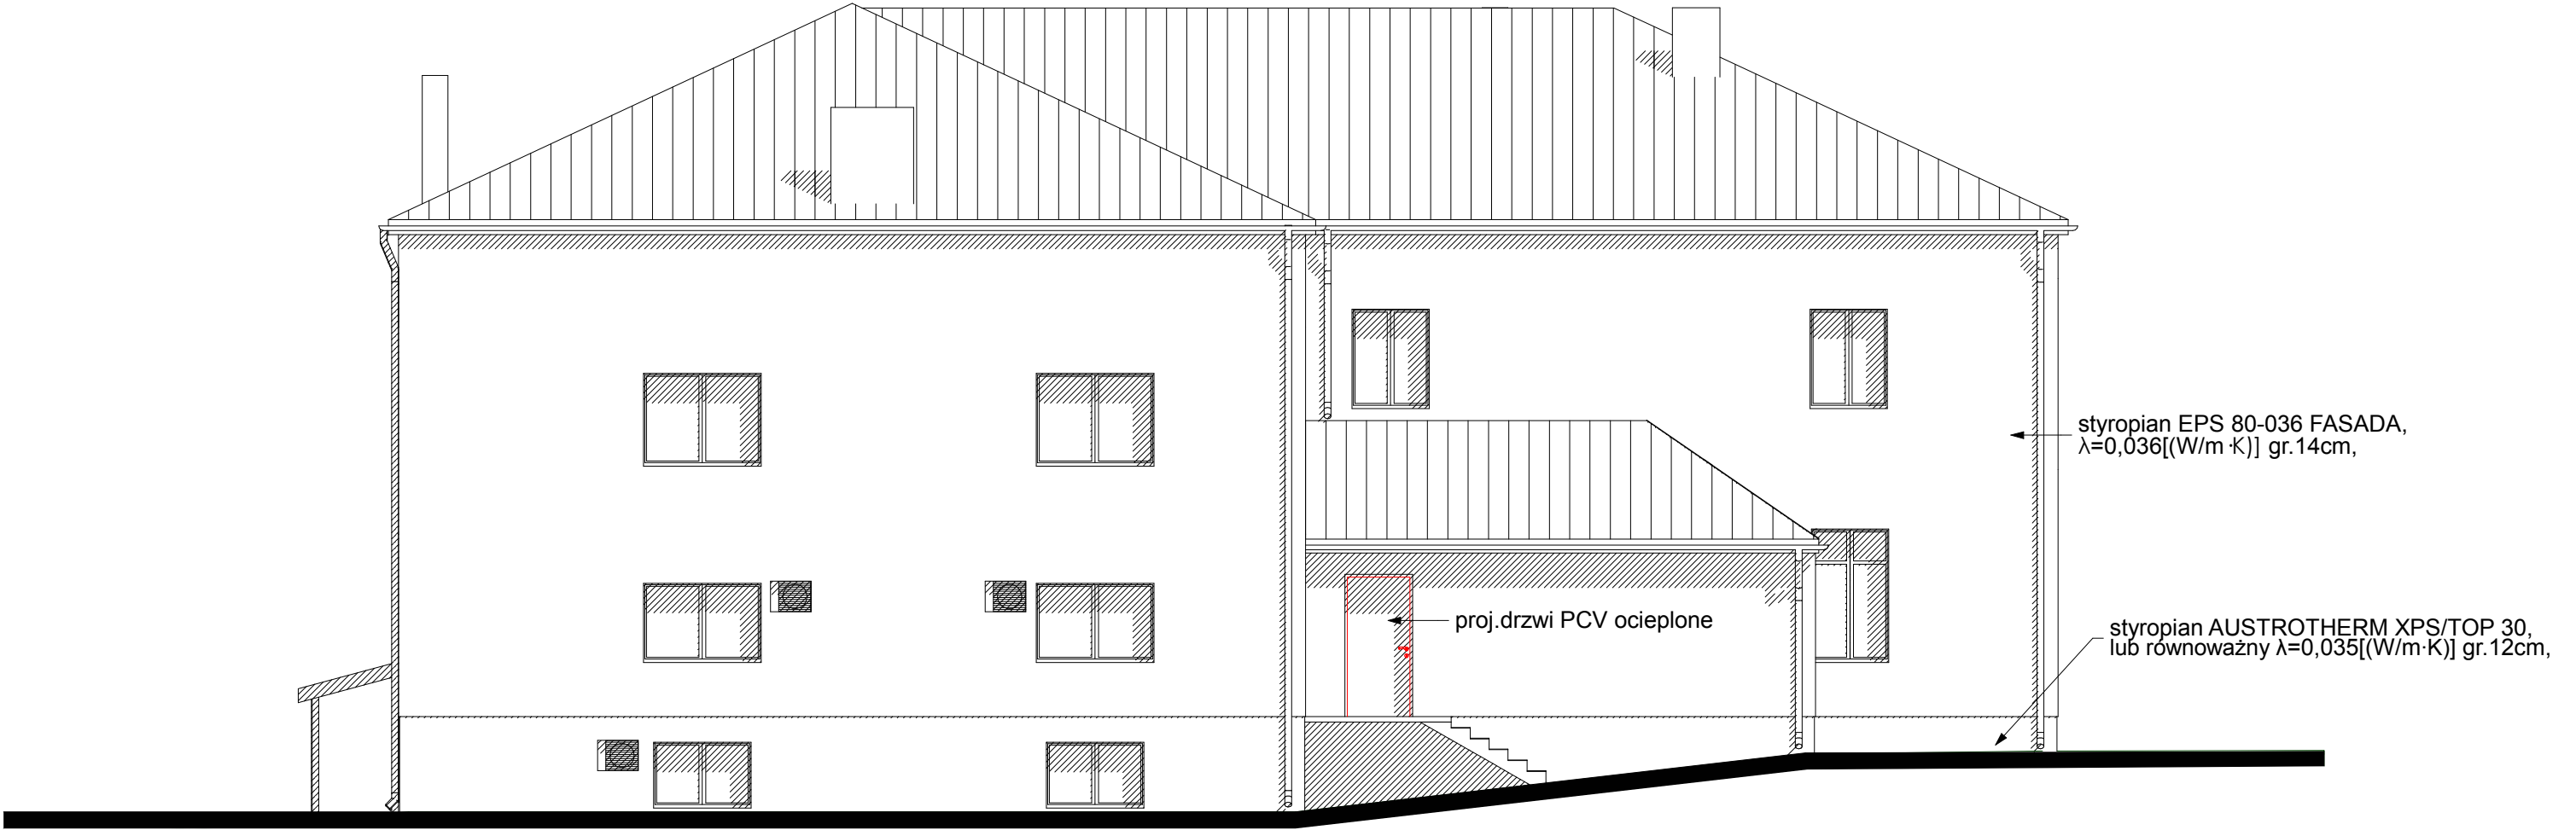 styropian EPS 80-036 FASADA,
λ=0,036[(W/m·K)] gr.14cm,
proj.drzwi PCV ocieplone
styropian AUSTROTHERM XPS/TOP 30,
lub równoważny λ=0,035[(W/m·K)] gr.12cm,